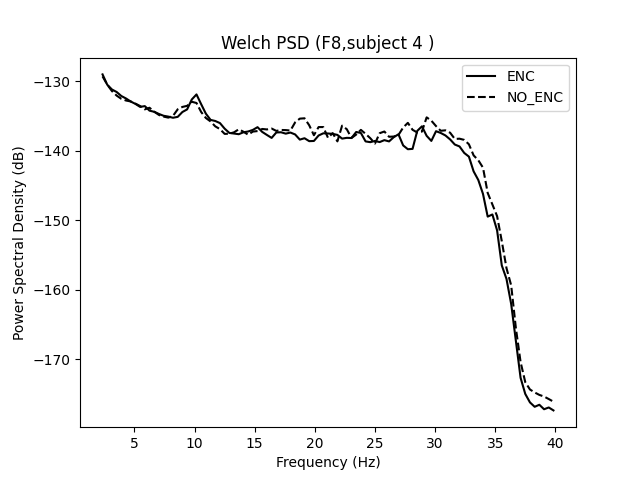 Welch PSD (F8,subject 4 )
ENC
NO_ENC
Power Spectral Density (dB)
−130
−140
−150
−160
−170
5 10 15 20 25 30 35 40
Frequency (Hz)